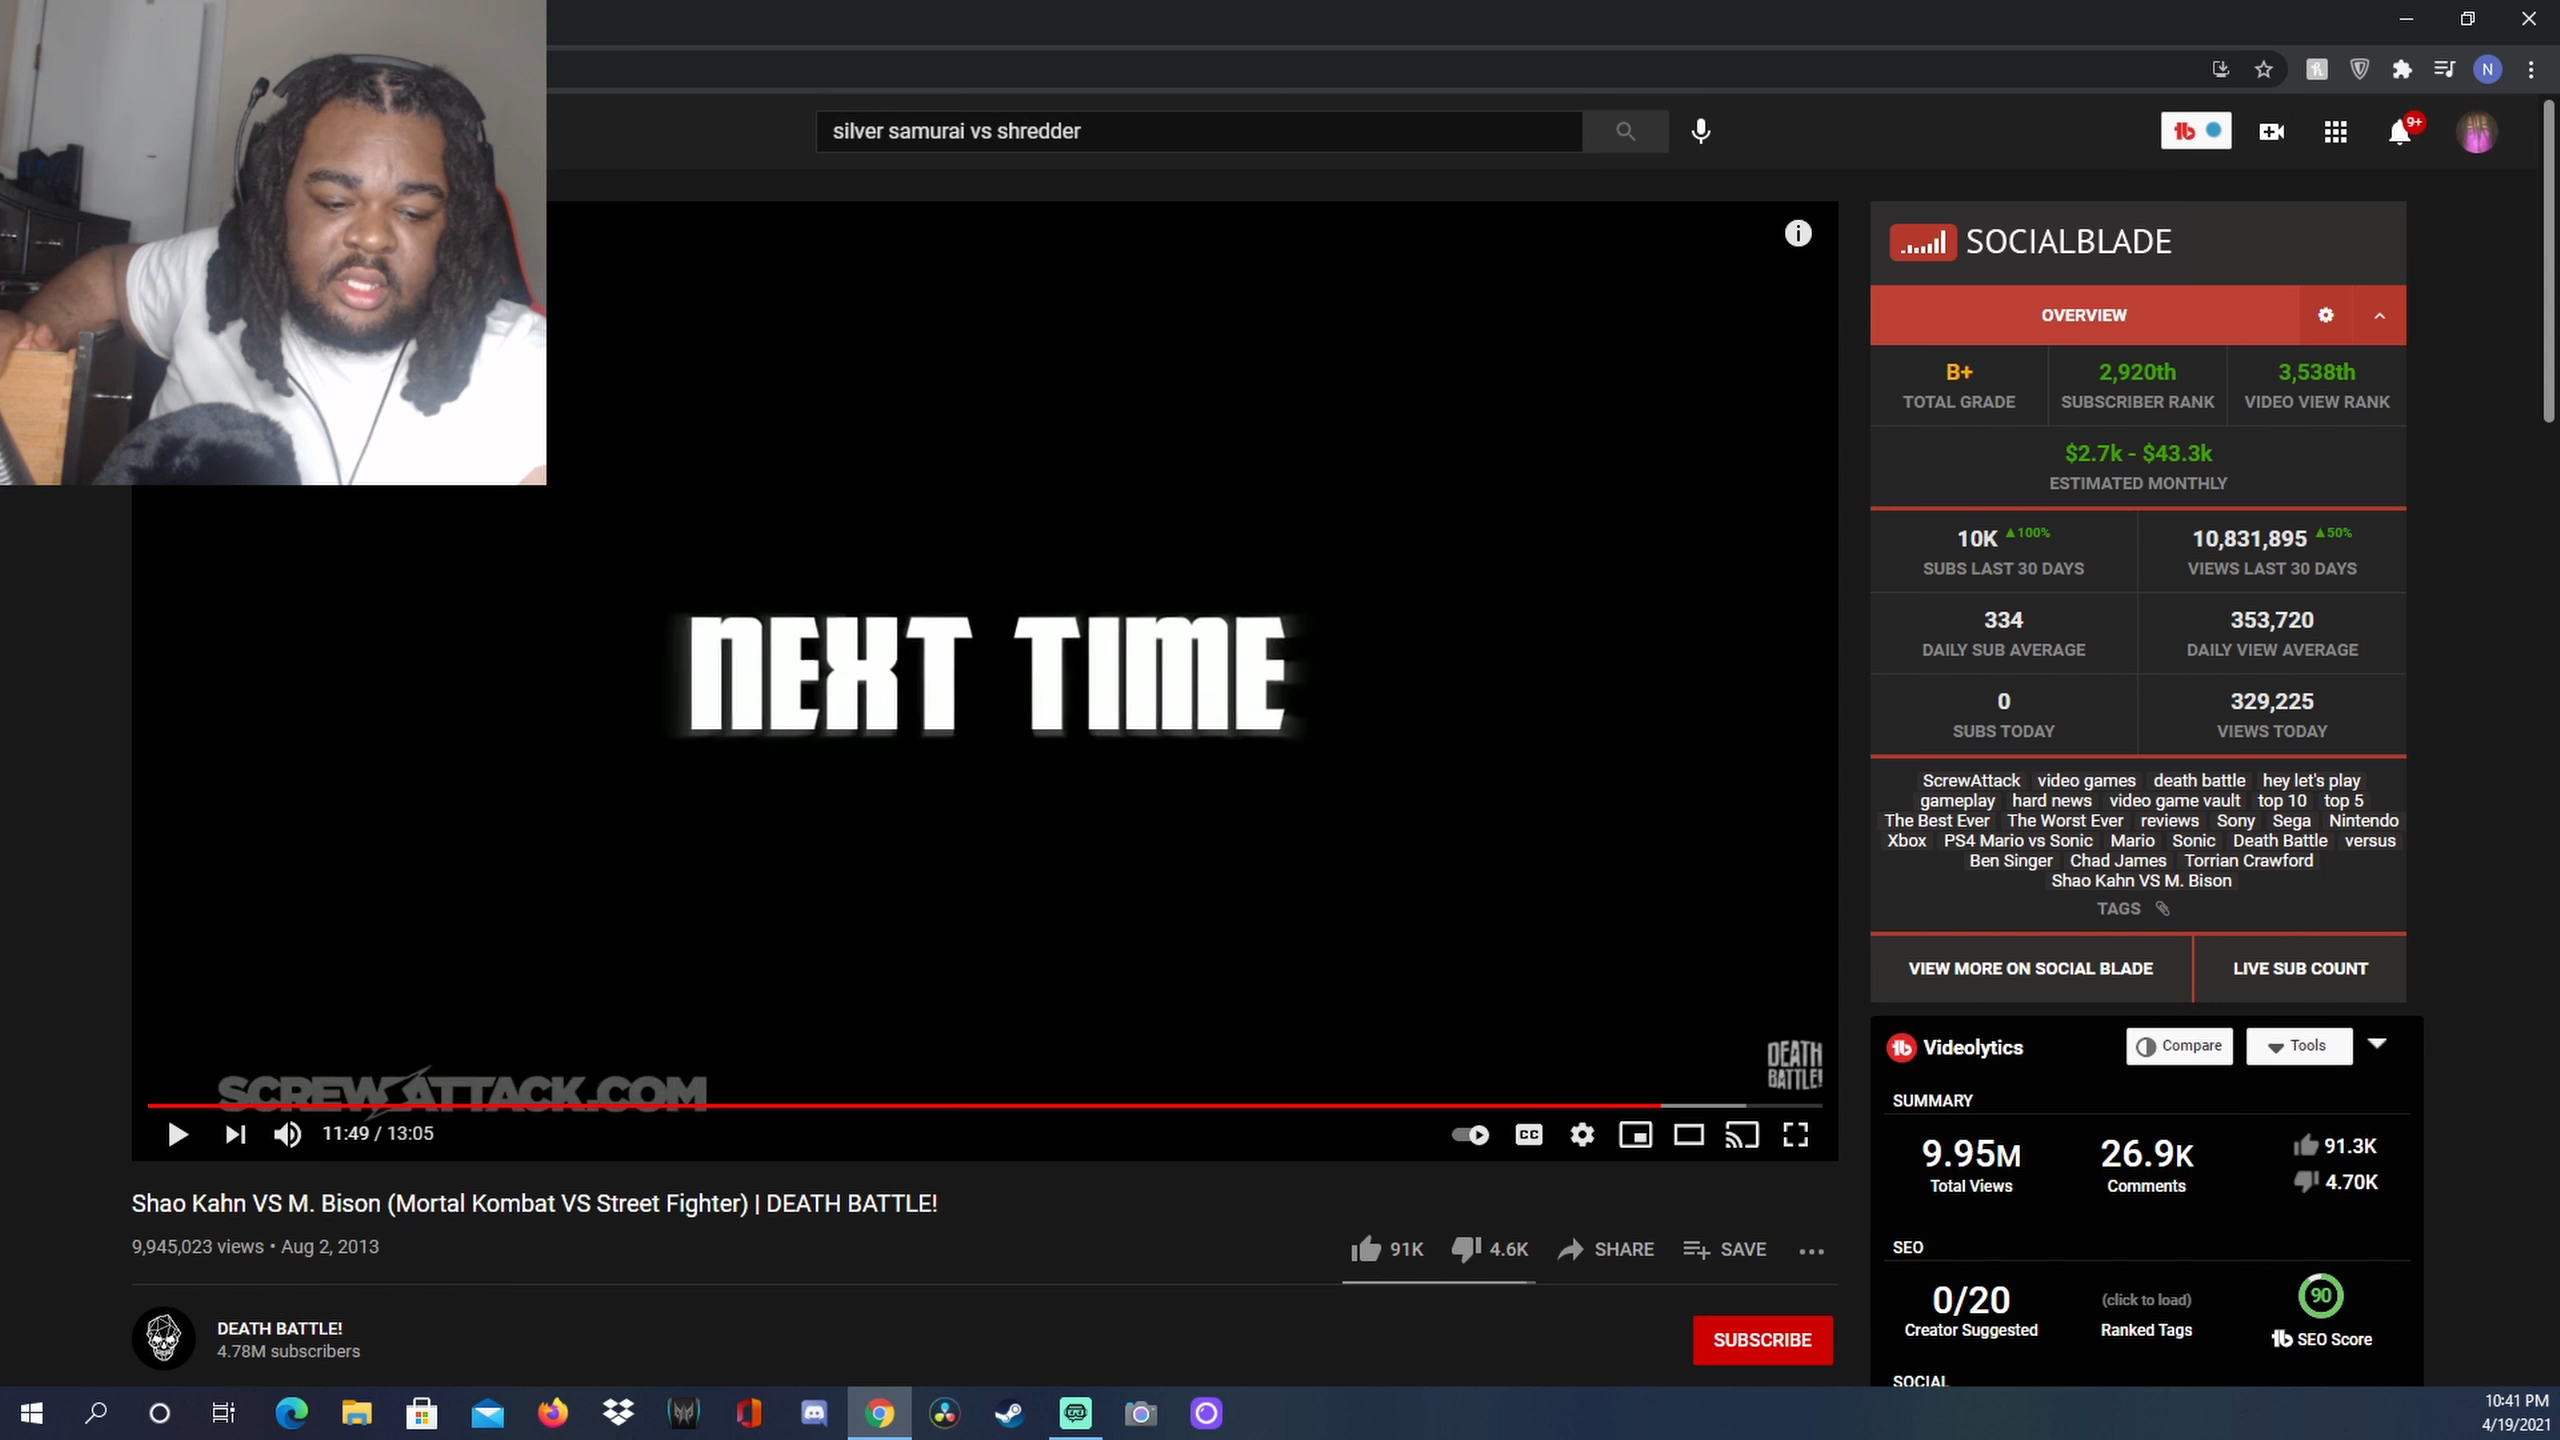 N
silver samurai vs shredder
9+
SOCIALBLADE
OVERVIEW
B+
TOTAL GRADE
2,920th
SUBSCRIBER RANK
3,538th
VIDEO VIEW RANK
$2.7k - $43.3k
ESTIMATED MONTHLY
10K ▲100%
SUBS LAST 30 DAYS
10,831,895 ▲50%
VIEWS LAST 30 DAYS
334
DAILY SUB AVERAGE
353,720
DAILY VIEW AVERAGE
0
SUBS TODAY
329,225
VIEWS TODAY
ScrewAttack video games death battle hey let's play
gameplay hard news video game vault top 10 top 5
The Best Ever The Worst Ever reviews Sony Sega Nintendo
Xbox PS4 Mario vs Sonic Mario Sonic Death Battle versus
Ben Singer Chad James Torrian Crawford
Shao Kahn VS M. Bison
TAGS
VIEW MORE ON SOCIAL BLADE
LIVE SUB COUNT
NEXT TIME
SCREWATTACK.COM
DEATH
BATTLE!
11:49 / 13:05
CC
Shao Kahn VS M. Bison (Mortal Kombat VS Street Fighter) | DEATH BATTLE!
9,945,023 views • Aug 2, 2013
91K
4.6K
SHARE
SAVE
DEATH BATTLE!
4.78M subscribers
SUBSCRIBE
Videolytics
Compare
Tools
SUMMARY
9.95M
Total Views
26.9K
Comments
91.3K
4.70K
SEO
0/20
Creator Suggested
(click to load)
Ranked Tags
90
SEO Score
SOCIAL
10:41 PM
4/19/2021